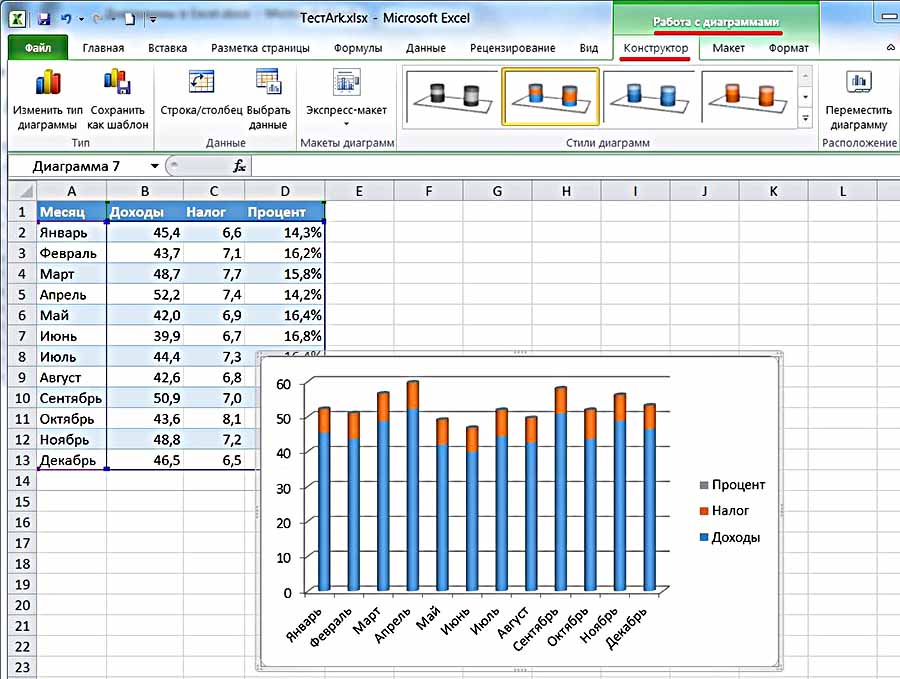 ТестArk.xlsx - Microsoft Excel
Работа с диаграммами
Файл Главная Вставка Разметка страницы Формулы Данные Рецензирование Вид Конструктор Макет Формат
Изменить тип диаграммы
Сохранить как шаблон
Строка/столбец
Выбрать данные
Экспресс-макет
Переместить диаграмму
Тип Данные Макеты диаграмм Стили диаграмм Расположение
Диаграмма 7 fx
A B C D E F G H I J K L
1 Месяц Доходы Налог Процент
2 Январь 45,4 6,6 14,3%
3 Февраль 43,7 7,1 16,2%
4 Март 48,7 7,7 15,8%
5 Апрель 52,2 7,4 14,2%
6 Май 42,0 6,9 16,4%
7 Июнь 39,9 6,7 16,8%
8 Июль 44,4 7,3 16,4%
9 Август 42,6 6,8
10 Сентябрь 50,9 7,0
11 Октябрь 43,6 8,1
12 Ноябрь 48,8 7,2
13 Декабрь 46,5 6,5
14
15
16
17
18
19
20
21
22
23
60
50
40
30
20
10
0
Январь Февраль Март Апрель Май Июнь Июль Август Сентябрь Октябрь Ноябрь Декабрь
Процент
Налог
Доходы